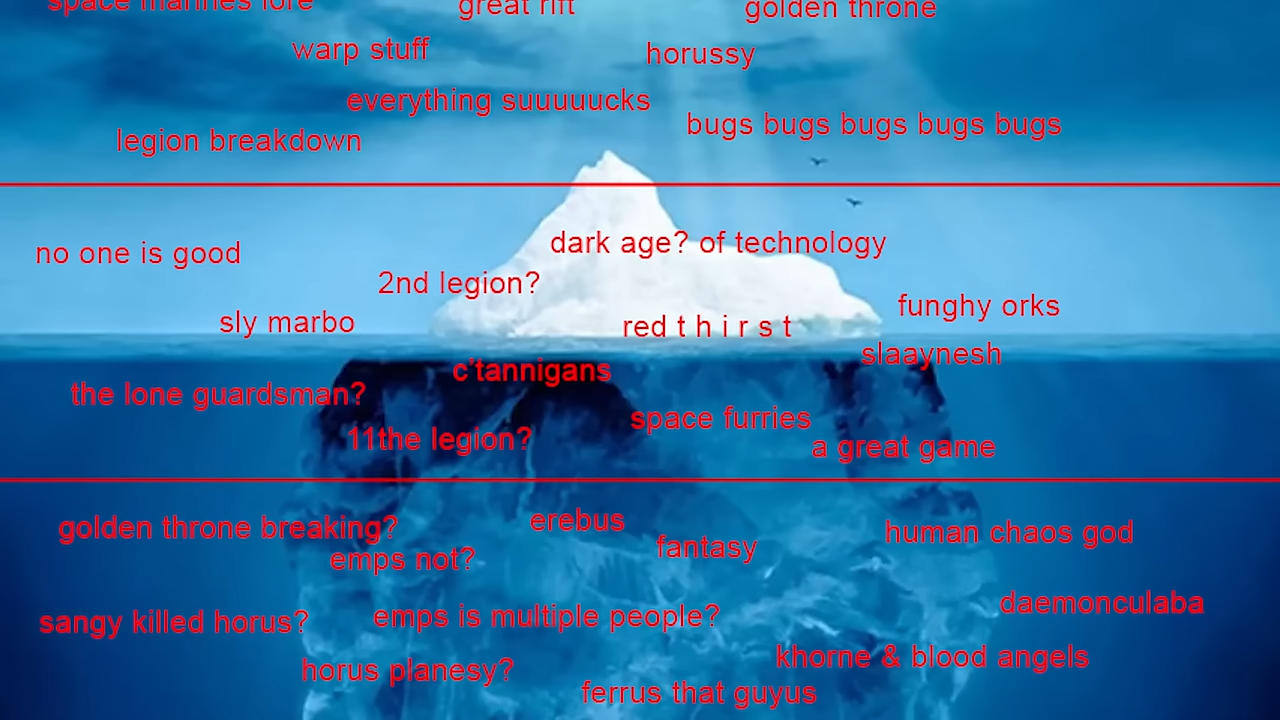 space marines lore
great rift
golden throne
warp stuff
horussy
everything suuuuucks
bugs bugs bugs bugs bugs
legion breakdown
no one is good
dark age? of technology
2nd legion?
funghy orks
sly marbo
red t h i r s t
slaaynesh
c'tannigans
the lone guardsman?
space furries
11the legion?
a great game
golden throne breaking?
erebus
human chaos god
fantasy
emps not?
daemonculaba
sangy killed horus?
emps is multiple people?
khorne & blood angels
horus planesy?
ferrus that guyus